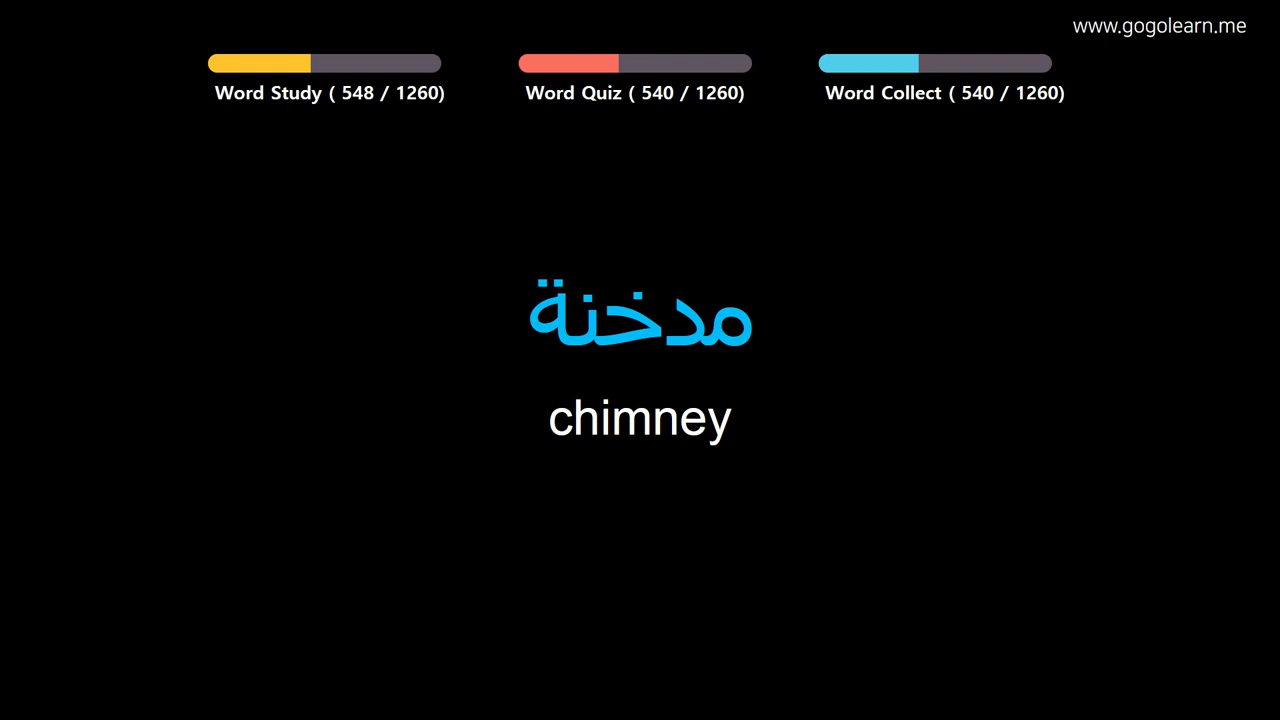 www.gogolearn.me
Word Study ( 548 / 1260)
Word Quiz ( 540 / 1260)
Word Collect ( 540 / 1260)
مدخنة
chimney